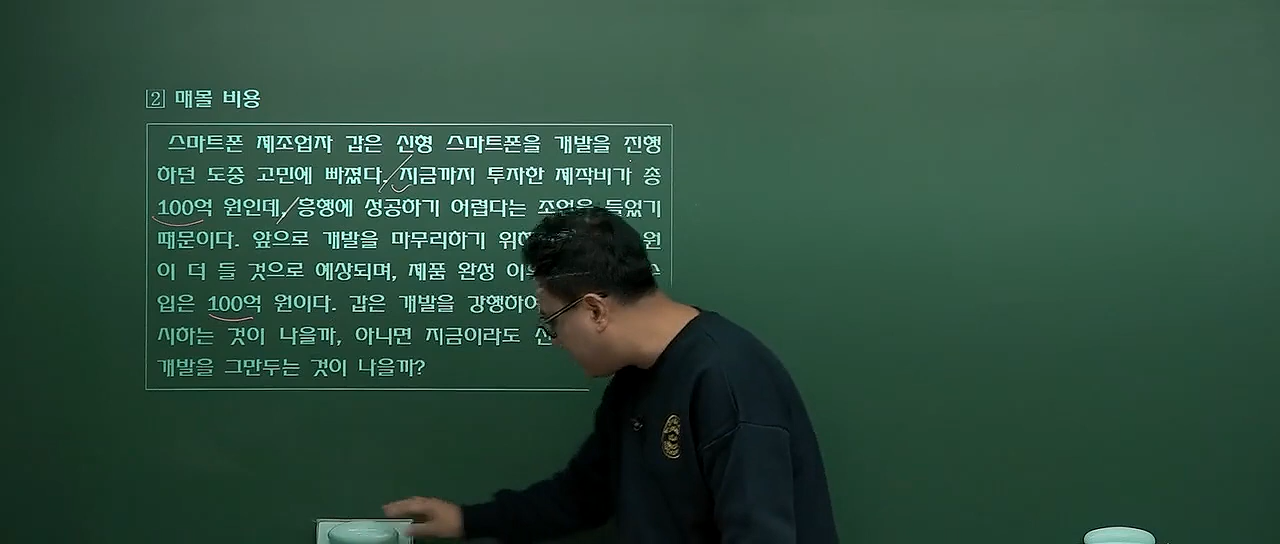 2 매몰 비용
스마트폰 제조업자 갑은 신형 스마트폰을 개발을 진행
하던 도중 고민에 빠졌다. 지금까지 투자한 제작비가 총
100억 원인데, 흥행에 성공하기 어렵다는 조언을 들었기
때문이다. 앞으로 개발을 마무리하기 위해 원
이 더 들 것으로 예상되며, 제품 완성
입은 100억 원이다. 갑은 개발을 강행하여
시하는 것이 나을까, 아니면 지금이라도
개발을 그만두는 것이 나을까?